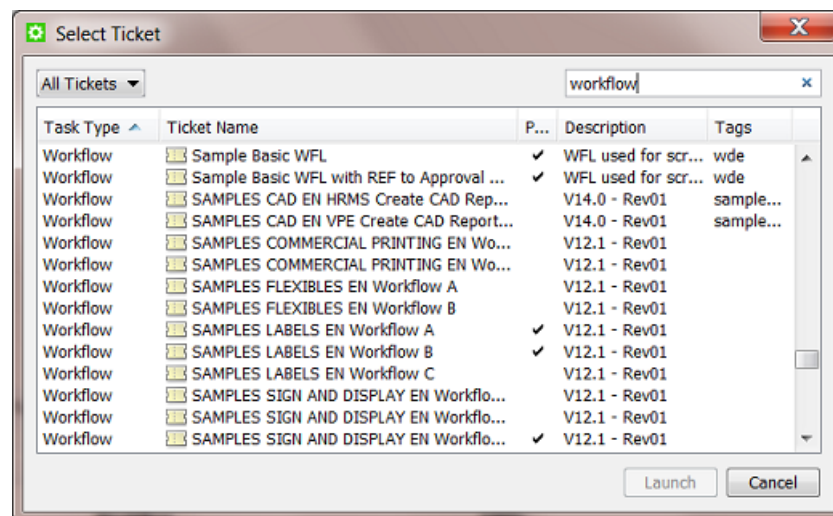 Select Ticket
All Tickets workflow
Task Type Ticket Name P... Description Tags
Workflow Sample Basic WFL WFL used for scr... wde
Workflow Sample Basic WFL with REF to Approval ... WFL used for scr... wde
Workflow SAMPLES CAD EN HRMS Create CAD Rep... V14.0 - Rev01 sample...
Workflow SAMPLES CAD EN VPE Create CAD Report... V14.0 - Rev01 sample...
Workflow SAMPLES COMMERCIAL PRINTING EN Wo... V12.1 - Rev01
Workflow SAMPLES COMMERCIAL PRINTING EN Wo... V12.1 - Rev01
Workflow SAMPLES FLEXIBLES EN Workflow A V12.1 - Rev01
Workflow SAMPLES FLEXIBLES EN Workflow B V12.1 - Rev01
Workflow SAMPLES LABELS EN Workflow A V12.1 - Rev01
Workflow SAMPLES LABELS EN Workflow B V12.1 - Rev01
Workflow SAMPLES LABELS EN Workflow C V12.1 - Rev01
Workflow SAMPLES SIGN AND DISPLAY EN Workflo... V12.1 - Rev01
Workflow SAMPLES SIGN AND DISPLAY EN Workflo... V12.1 - Rev01
Workflow SAMPLES SIGN AND DISPLAY EN Workflo... V12.1 - Rev01
Launch Cancel